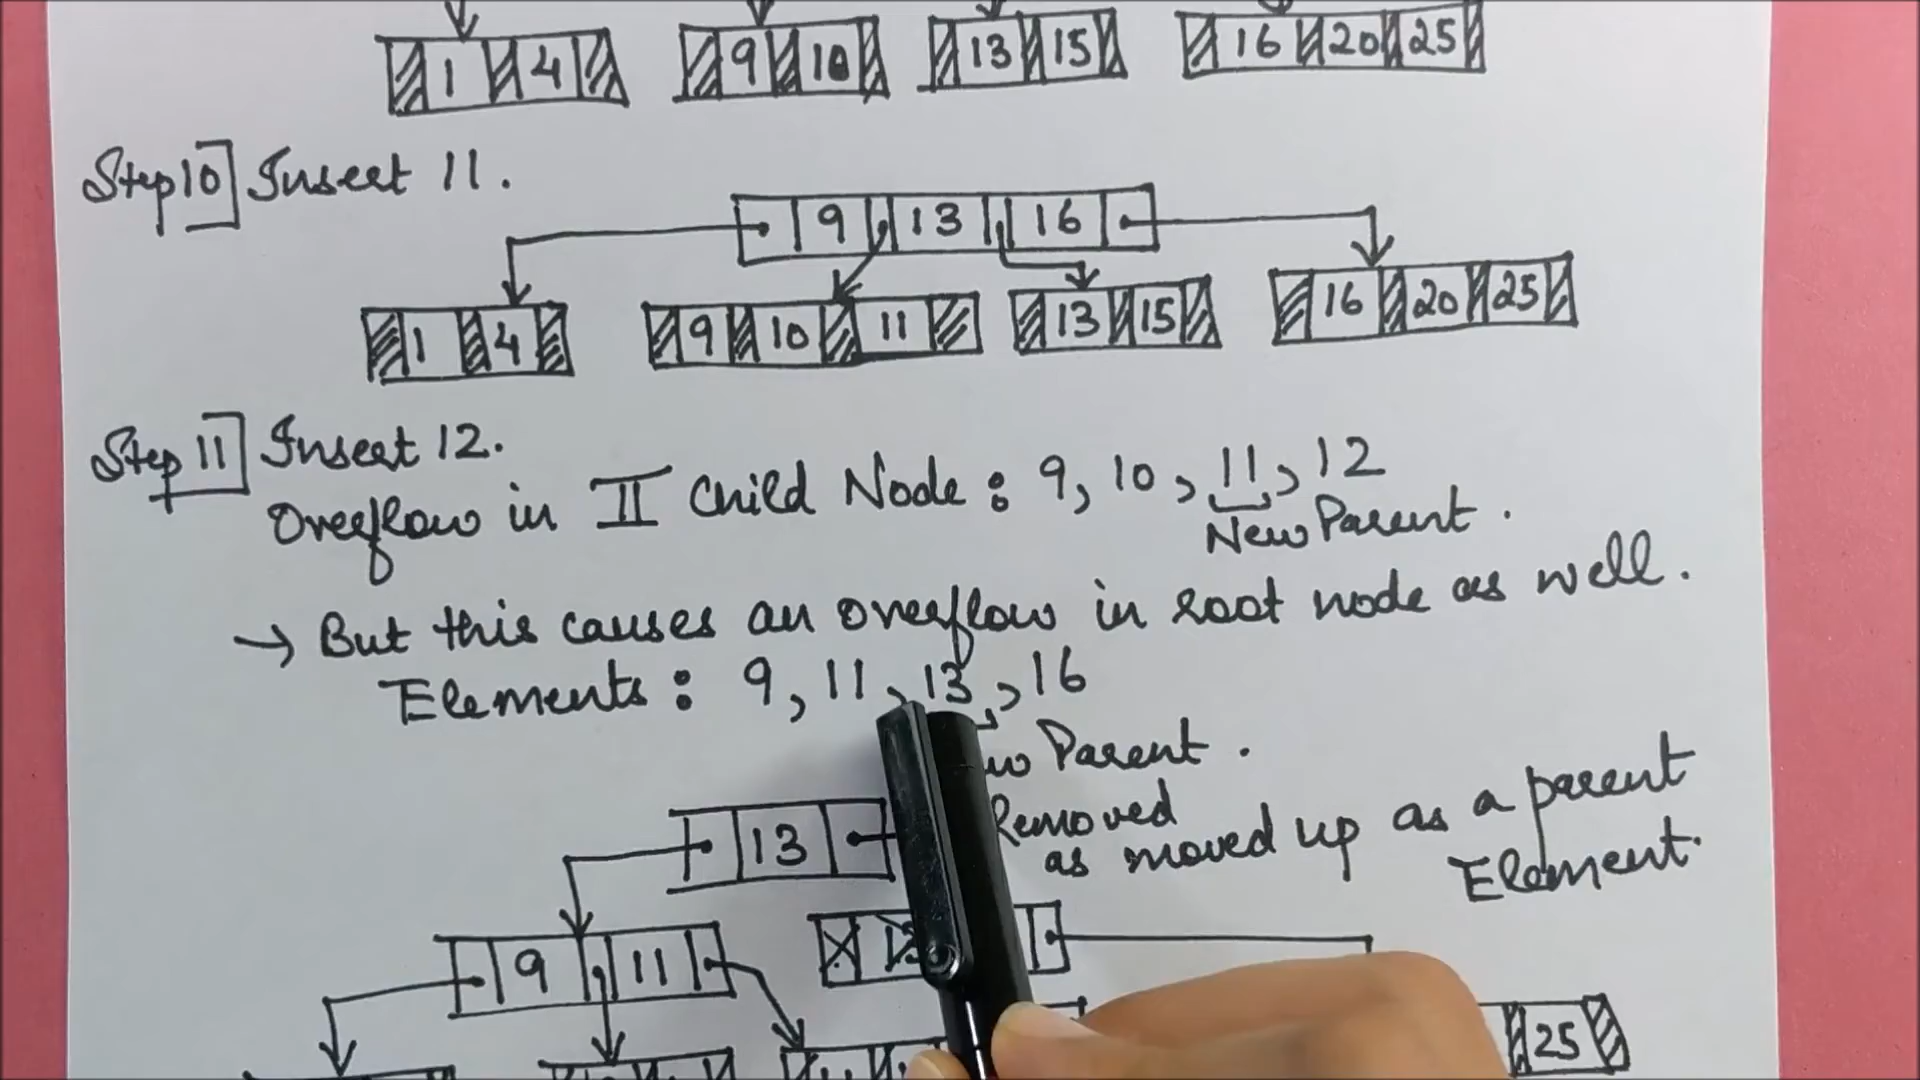 1 4 9 10 13 15 16 20 25
Step 10 Insert 11.
9 13 16
1 4 9 10 11 13 15 16 20 25
Step 11 Insert 12.
Overflow in II Child Node : 9, 10, 11, 12
New Parent.
→ But this causes an overflow in root node as well.
Elements : 9, 11, 13, 16
Parent.
Removed
13 as moved up as a parent
Element.
9 11
25